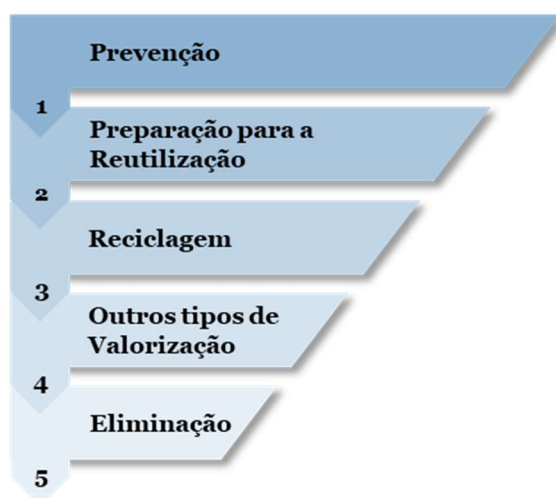 Prevenção
1
Preparação para a
Reutilização
2
Reciclagem
3
Outros tipos de
Valorização
4
Eliminação
5